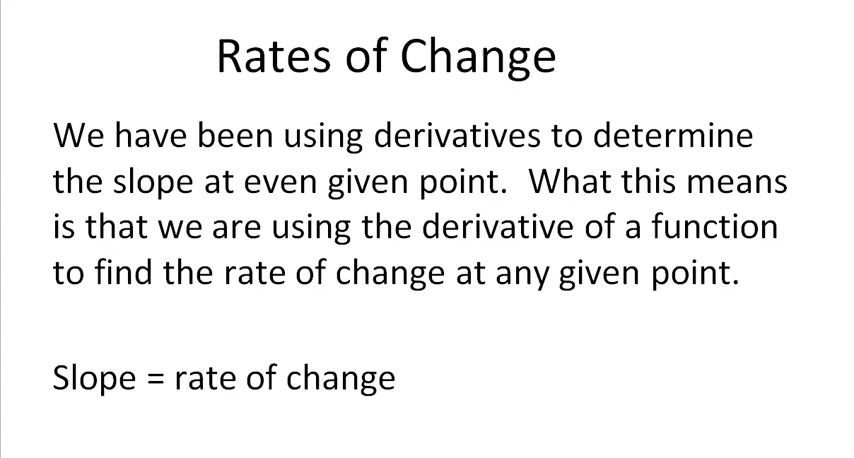 Rates of Change
We have been using derivatives to determine
the slope at even given point.  What this means
is that we are using the derivative of a function
to find the rate of change at any given point.
Slope = rate of change